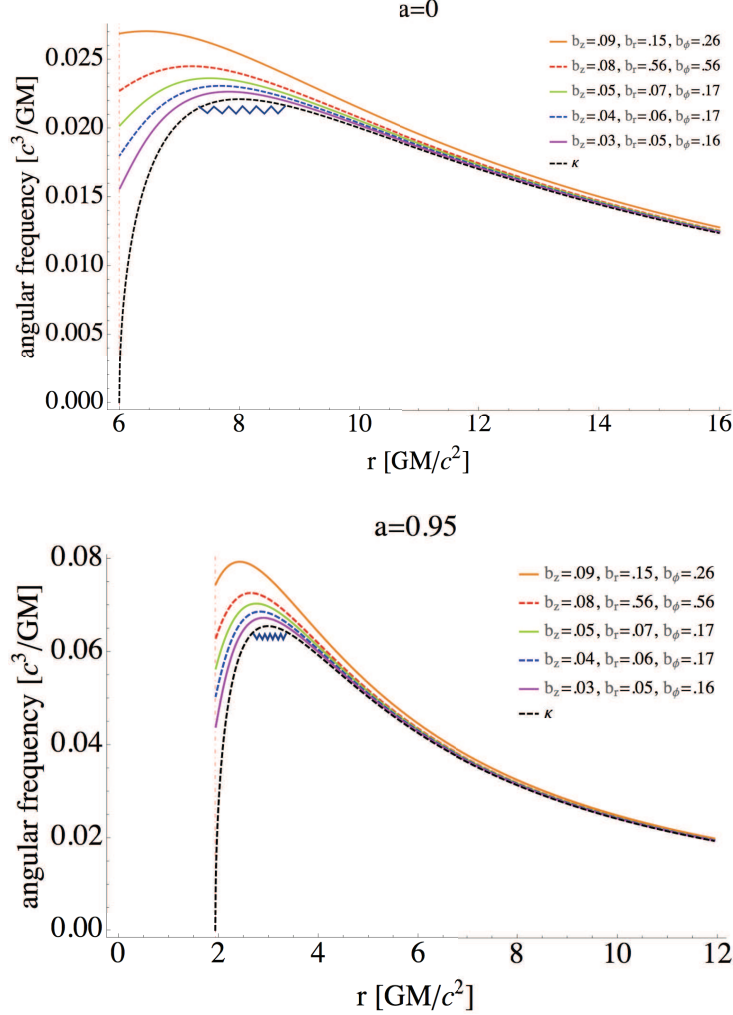 a=0
angular frequency [c³/GM]
0.025
0.020
0.015
0.010
0.005
0.000
b_z=.09, b_r=.15, b_ϕ=.26
b_z=.08, b_r=.56, b_ϕ=.56
b_z=.05, b_r=.07, b_ϕ=.17
b_z=.04, b_r=.06, b_ϕ=.17
b_z=.03, b_r=.05, b_ϕ=.16
κ
6 8 10 12 14 16
r [GM/c²]
a=0.95
angular frequency [c³/GM]
0.08
0.06
0.04
0.02
0.00
b_z=.09, b_r=.15, b_ϕ=.26
b_z=.08, b_r=.56, b_ϕ=.56
b_z=.05, b_r=.07, b_ϕ=.17
b_z=.04, b_r=.06, b_ϕ=.17
b_z=.03, b_r=.05, b_ϕ=.16
κ
0 2 4 6 8 10 12
r [GM/c²]